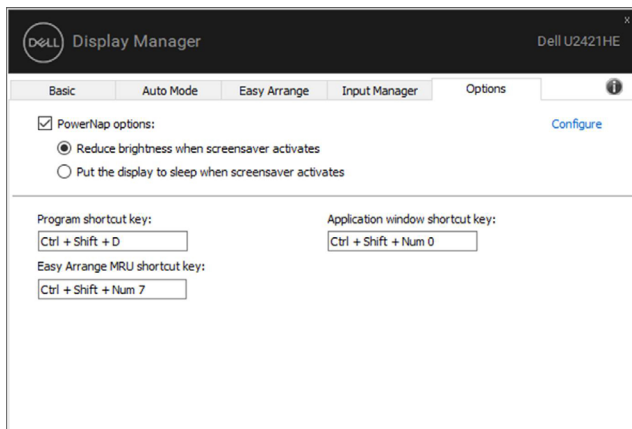 x
DELL Display Manager Dell U2421HE
Basic Auto Mode Easy Arrange Input Manager Options i
PowerNap options: Configure
Reduce brightness when screensaver activates
Put the display to sleep when screensaver activates
Program shortcut key: Application window shortcut key:
Ctrl + Shift + D Ctrl + Shift + Num 0
Easy Arrange MRU shortcut key:
Ctrl + Shift + Num 7